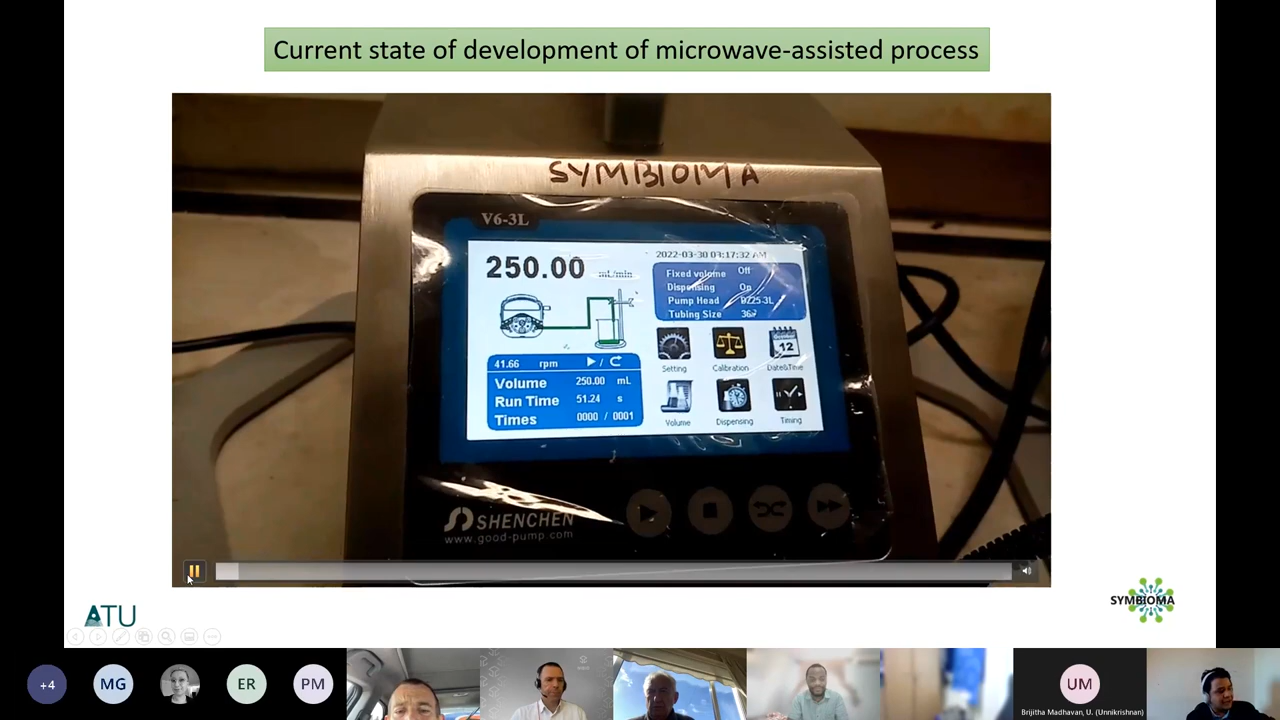 Current state of development of microwave-assisted process
SYMBIOMA
V6-3L
250.00 mL/min
2022-03-30 03:17:32 AM
Fixed volume Off
Dispensing On
Pump Head
Tubing Size 36#
Setting Calibration Date&Time
October
12
41.66 rpm
Volume 250.00 mL
Run Time 51.24 s
Times 0000 / 0001
Volume Dispensing Timing
SHENCHEN
www.good-pump.com
ATU
SYMBIOMA
+4 MG ER PM UM
Brijitha Madhavan, U. (Unnikrishnan)